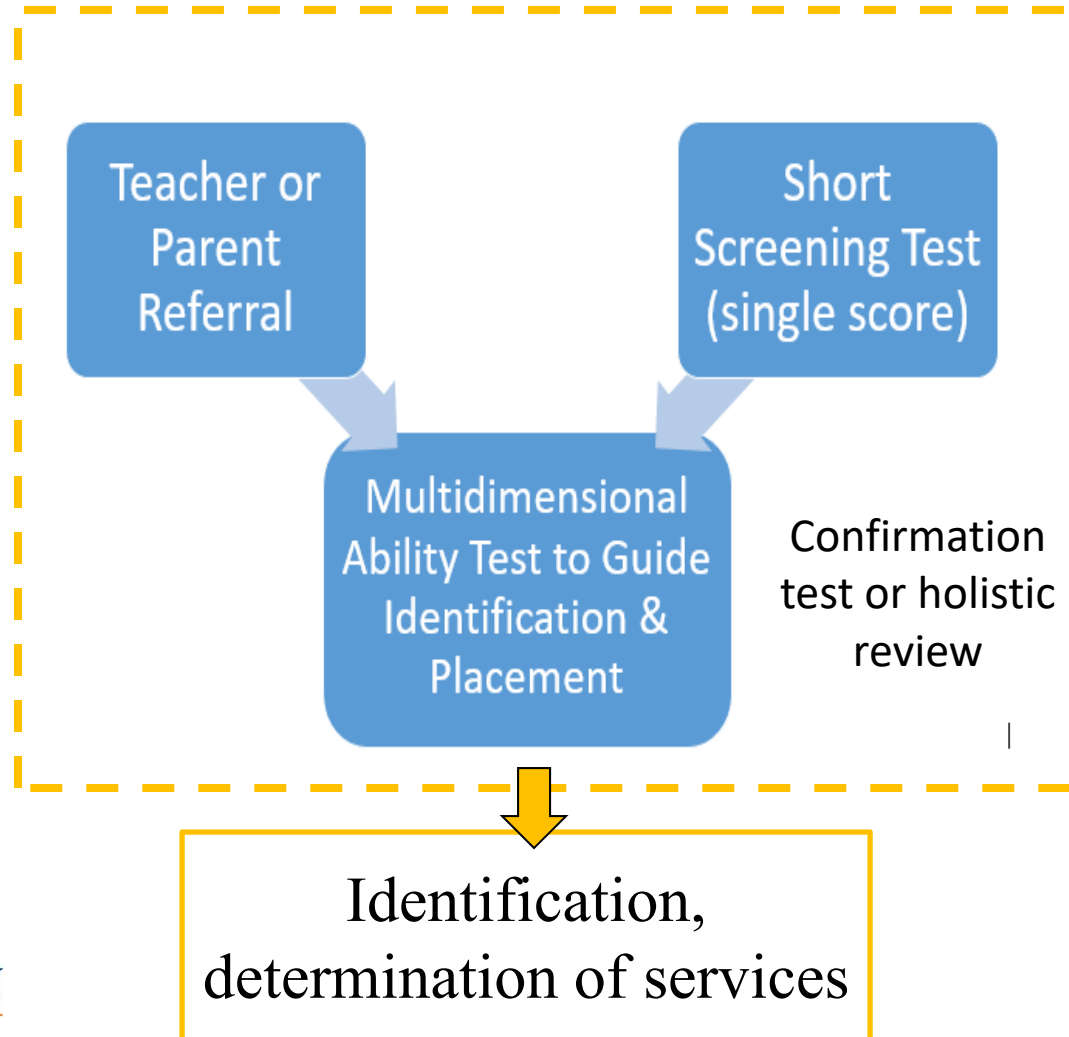 Teacher or
Parent
Referral
Short
Screening Test
(single score)
Multidimensional
Ability Test to Guide
Identification &
Placement
Confirmation
test or holistic
review
Identification,
determination of services